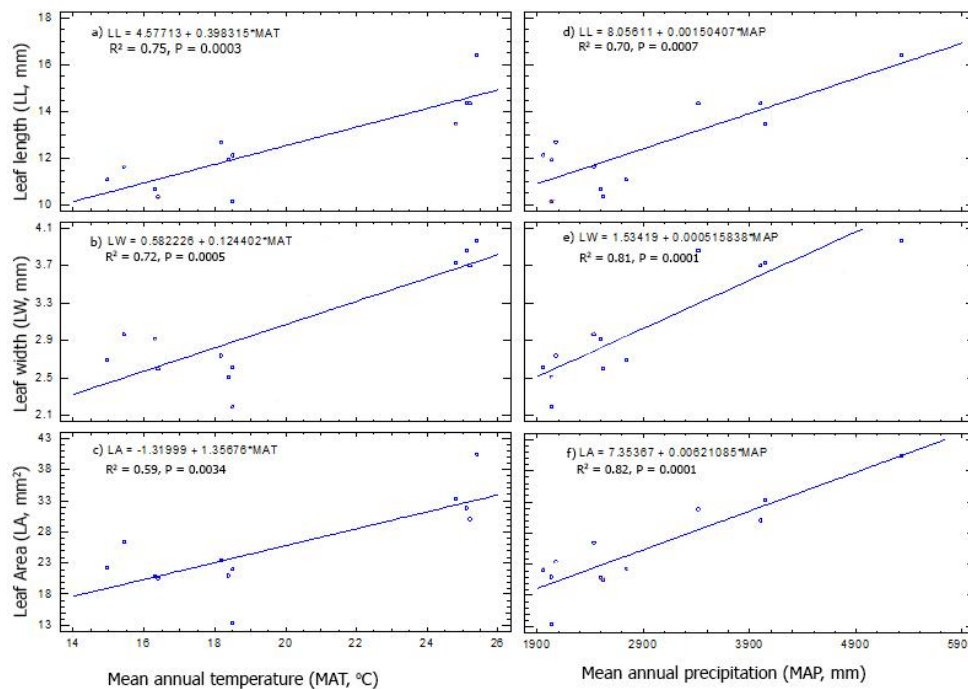 a) LL = 4.57713 + 0.398315*MAT
R² = 0.75, P = 0.0003
Leaf length (LL, mm)
18
16
14
12
10
d) LL = 8.05611 + 0.00150407*MAP
R² = 0.70, P = 0.0007
b) LW = 0.582226 + 0.124402*MAT
R² = 0.72, P = 0.0005
Leaf width (LW, mm)
4.1
3.7
3.3
2.9
2.5
2.1
e) LW = 1.53419 + 0.000515838*MAP
R² = 0.81, P = 0.0001
c) LA = -1.31999 + 1.35676*MAT
R² = 0.59, P = 0.0034
Leaf Area (LA, mm²)
43
33
23
13
f) LA = 7.35367 + 0.00621085*MAP
R² = 0.82, P = 0.0001
14 16 18 20 22 24 26
1900 2900 3900 4900 590
Mean annual temperature (MAT, ºC)
Mean annual precipitation (MAP, mm)